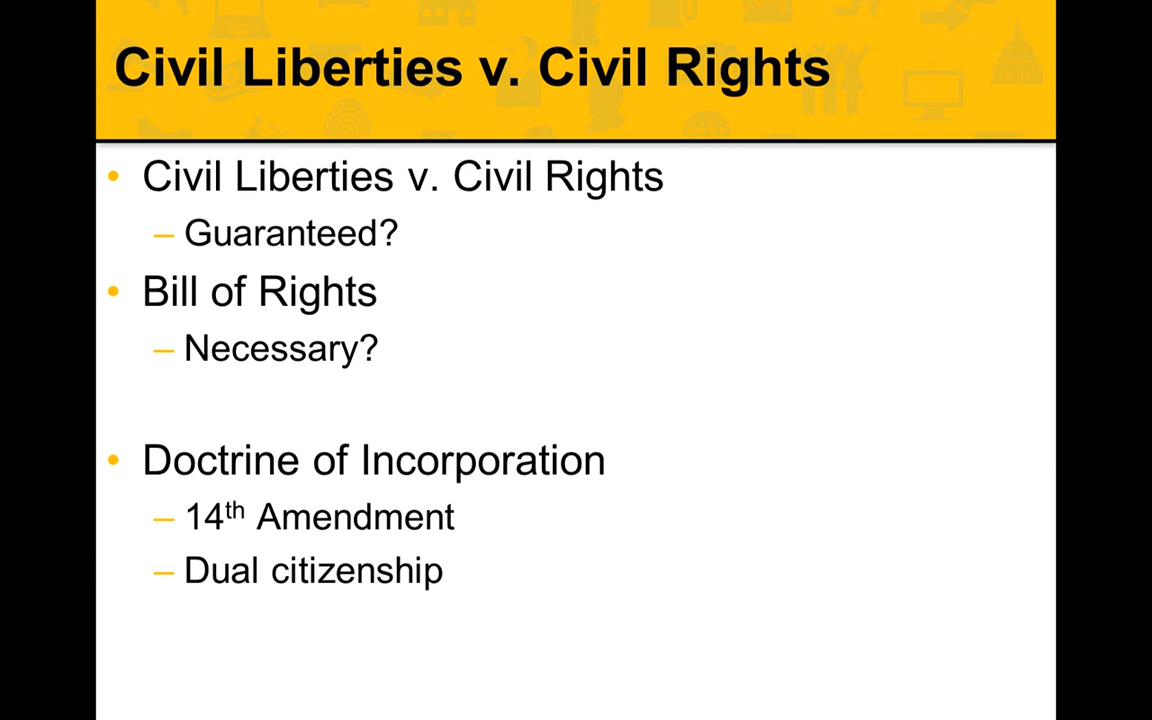 Civil Liberties v. Civil Rights
• Civil Liberties v. Civil Rights
– Guaranteed?
• Bill of Rights
– Necessary?
• Doctrine of Incorporation
– 14th Amendment
– Dual citizenship